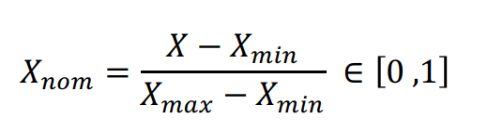 X_nom = (X − X_min) / (X_max − X_min) ∈ [0 ,1]